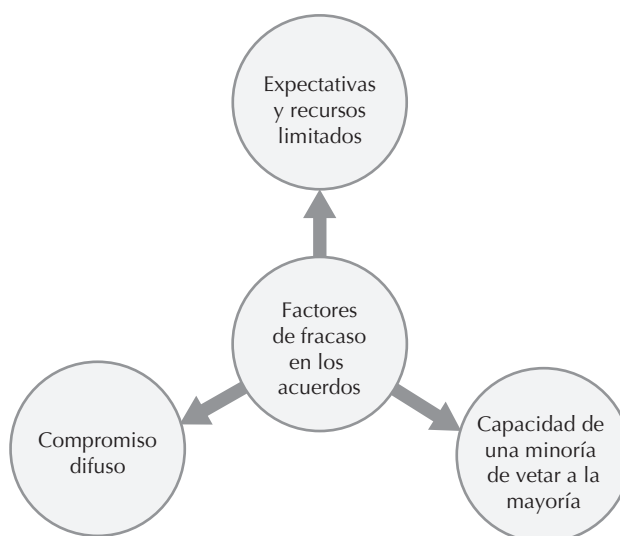 Expectativas
y recursos
limitados
Factores
de fracaso
en los
acuerdos
Compromiso
difuso
Capacidad de
una minoría
de vetar a la
mayoría